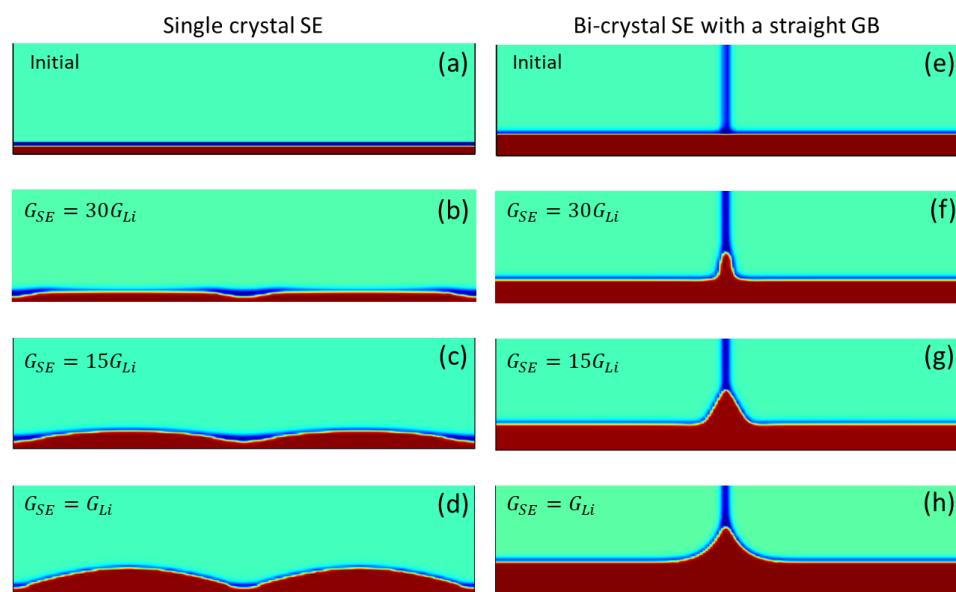 Single crystal SE
Initial
(a)
G_SE = 30G_Li
(b)
G_SE = 15G_Li
(c)
G_SE = G_Li
(d)
Bi-crystal SE with a straight GB
Initial
(e)
G_SE = 30G_Li
(f)
G_SE = 15G_Li
(g)
G_SE = G_Li
(h)